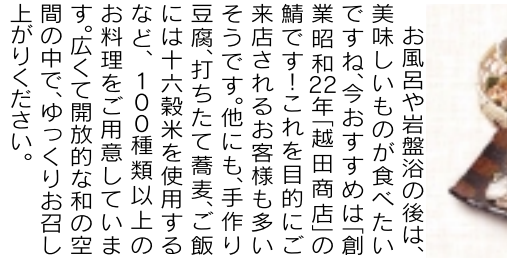 お風呂や岩盤浴の後は、
美味しいものが食べたい
ですね、今おすすめは「創
業昭和22年「越田商店」の
鯖です！これを目的にご
来店されるお客様も多い
そうです。他にも、手作り
豆腐、打ちたて蕎麦、ご飯
には十六穀米を使用する
など、100種類以上の
お料理をご用意していま
す。広くて開放的な和の空
間の中で、ゆっくりお召し
上がりください。